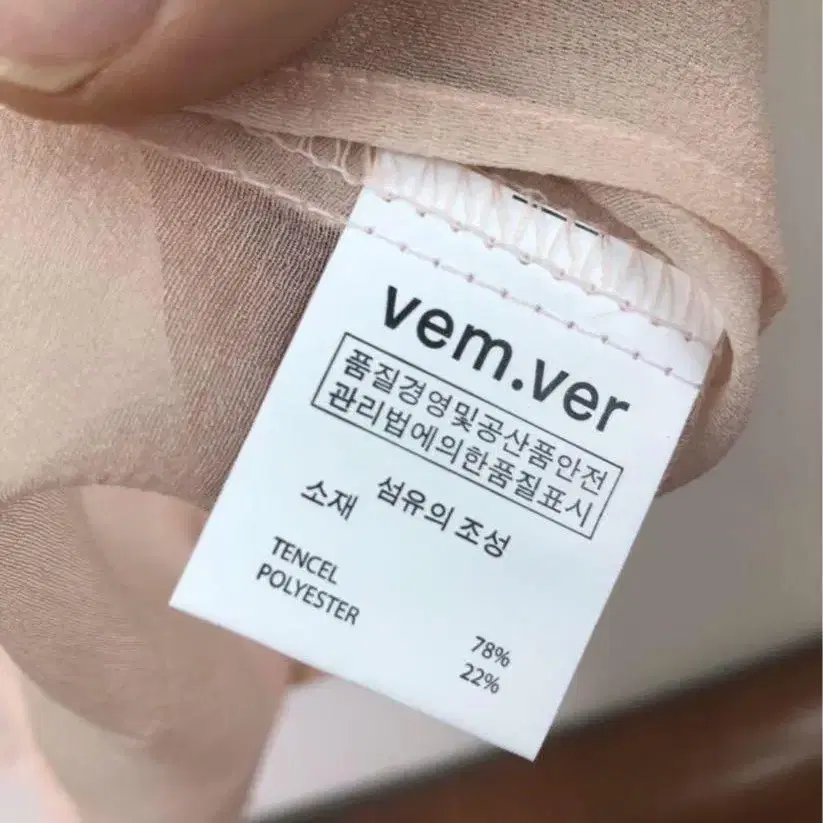 vem.ver
품질경영및공산품안전
관리법에의한품질표시
소재 섬유의 조성
TENCEL 78%
POLYESTER 22%